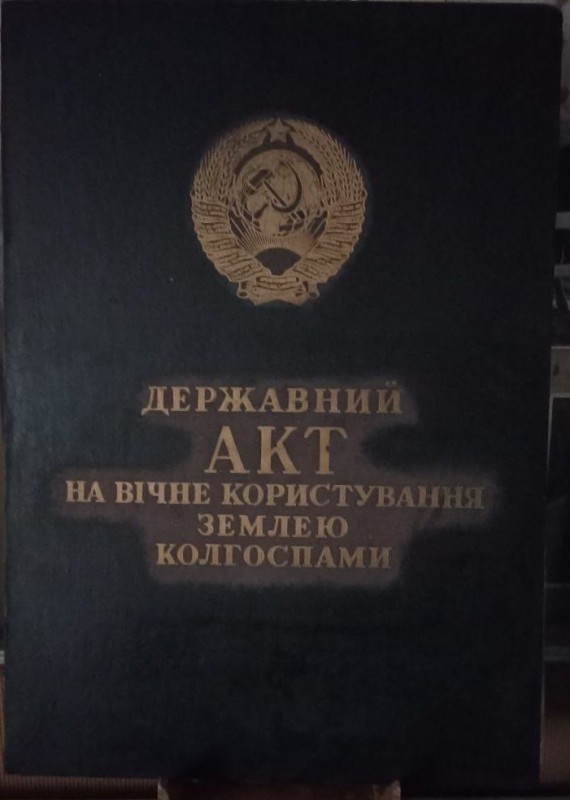 ДЕРЖАВНИЙ
АКТ
НА ВІЧНЕ КОРИСТУВАННЯ
ЗЕМЛЕЮ
КОЛГОСПАМИ